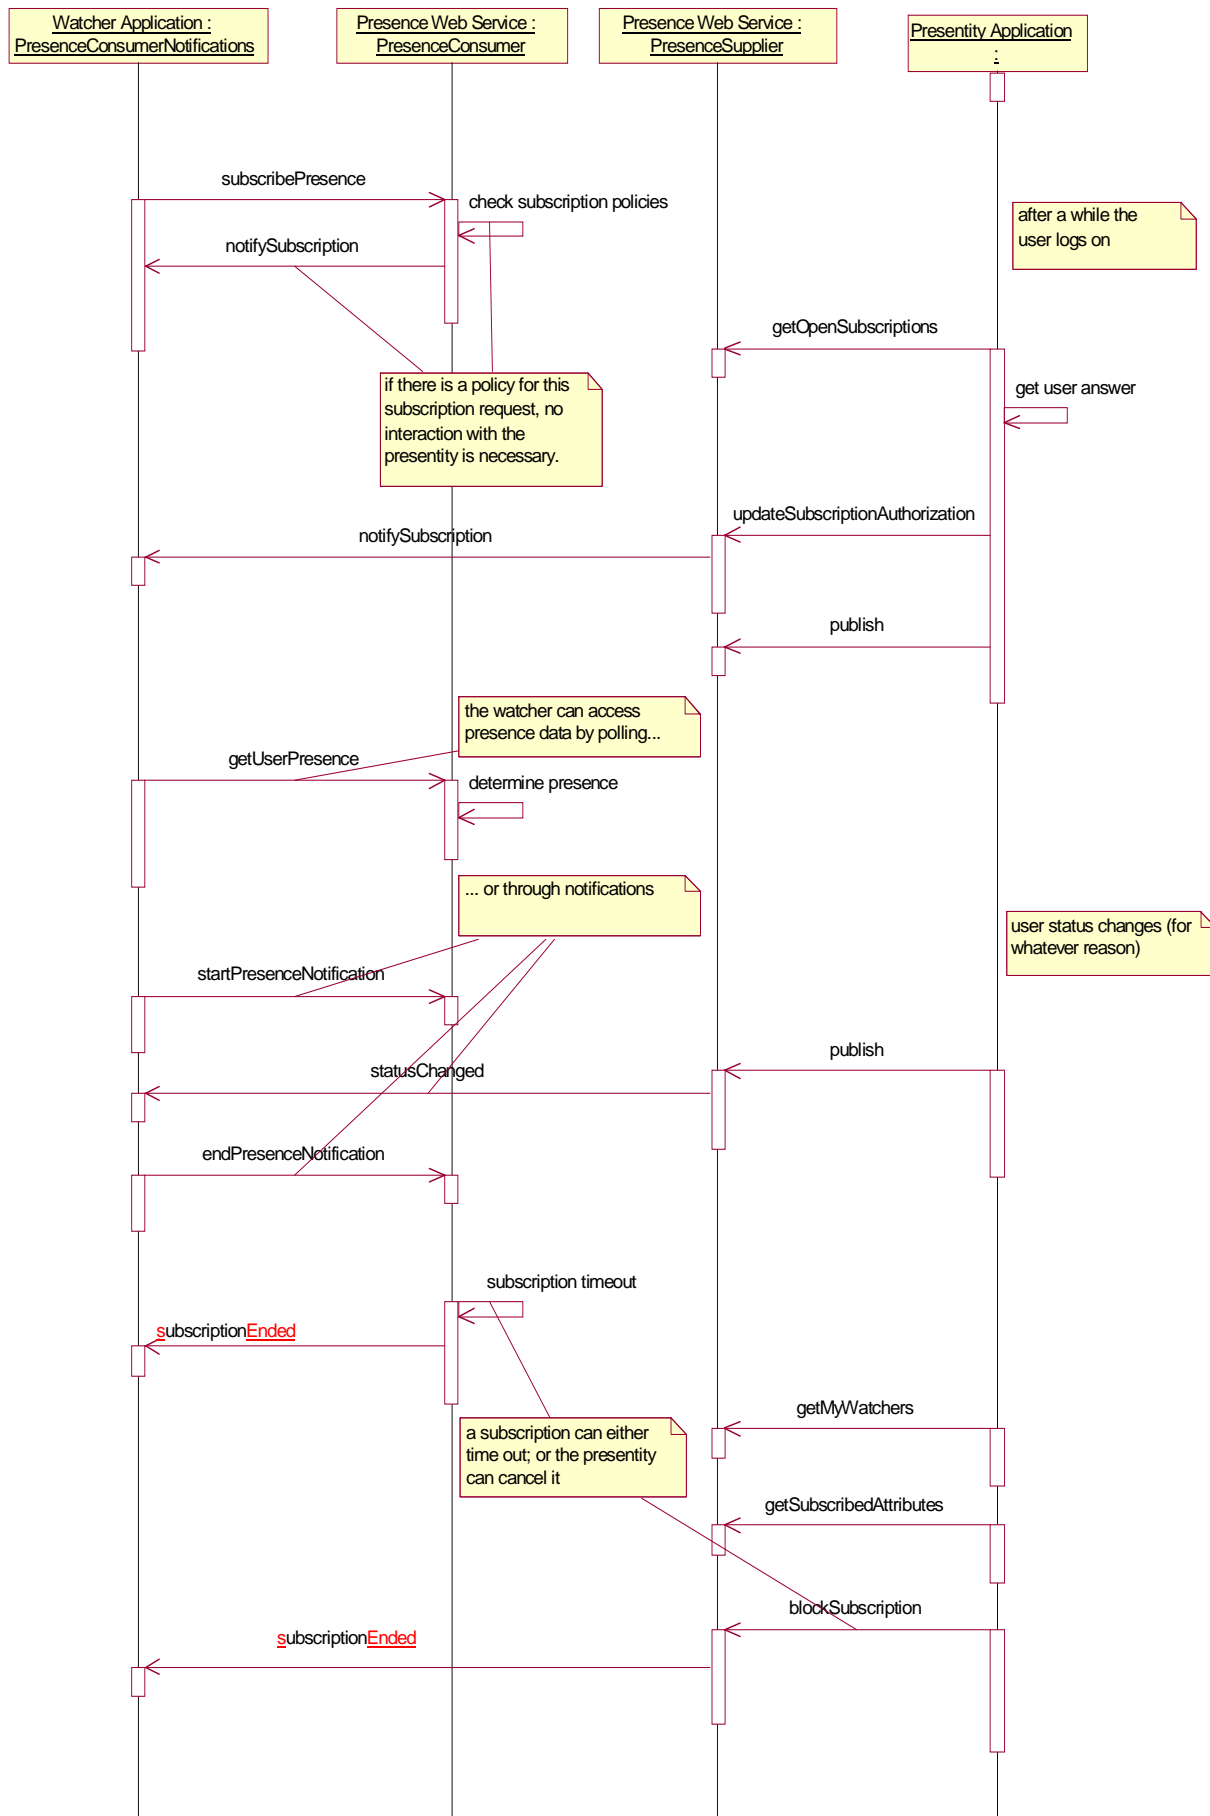 Watcher Application :
PresenceConsumerNotifications
Presence Web Service :
PresenceConsumer
Presence Web Service :
PresenceSupplier
Presentity Application
:
subscribePresence
check subscription policies
after a while the
user logs on
notifySubscription
getOpenSubscriptions
if there is a policy for this
subscription request, no
interaction with the
presentity is necessary.
get user answer
updateSubscriptionAuthorization
notifySubscription
publish
the watcher can access
presence data by polling...
getUserPresence
determine presence
... or through notifications
user status changes (for
whatever reason)
startPresenceNotification
publish
statusChanged
endPresenceNotification
subscription timeout
subscriptionEnded
getMyWatchers
a subscription can either
time out; or the presentity
can cancel it
getSubscribedAttributes
blockSubscription
subscriptionEnded